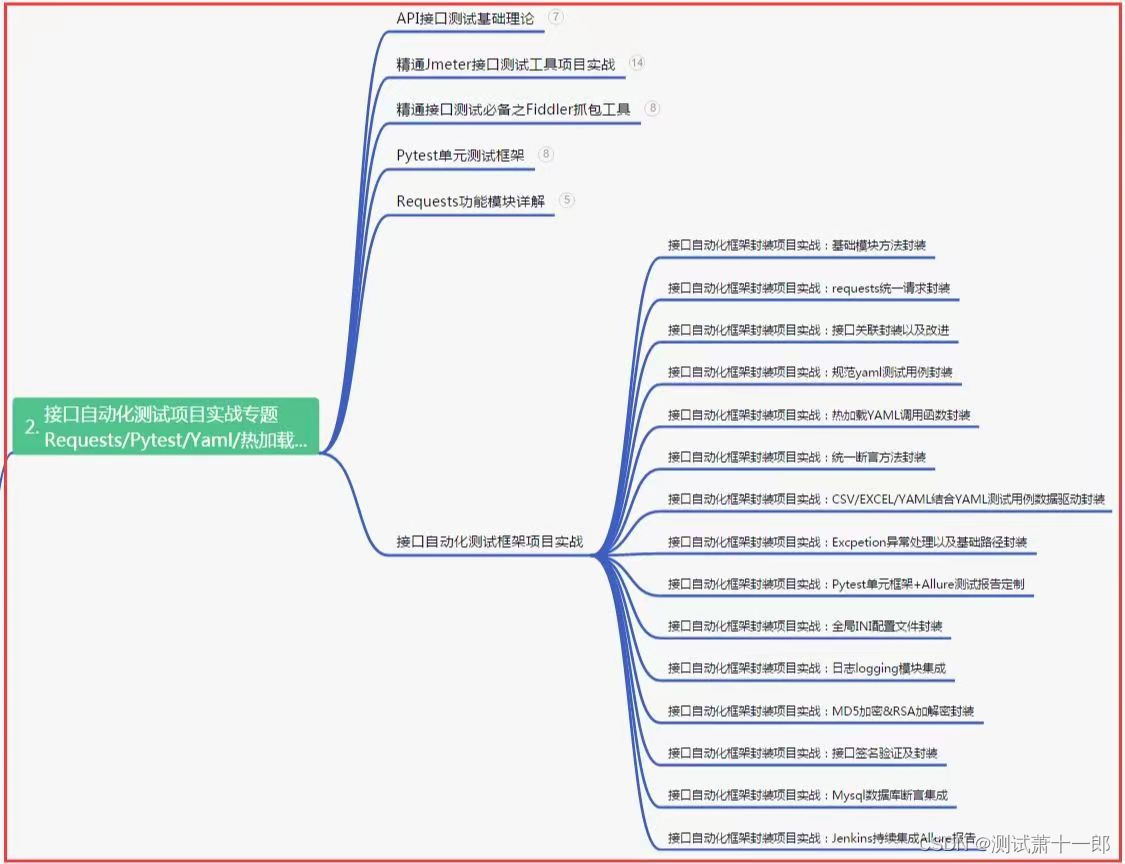 API接口测试基础理论 7
精通Jmeter接口测试工具项目实战 14
精通接口测试必备之Fiddler抓包工具 8
Pytest单元测试框架 8
Requests功能模块详解 5
2. 接口自动化测试项目实战专题
Requests/Pytest/Yaml/热加载...
接口自动化测试框架项目实战
接口自动化框架封装项目实战：基础模块方法封装
接口自动化框架封装项目实战：requests统一请求封装
接口自动化框架封装项目实战：接口关联封装以及改进
接口自动化框架封装项目实战：规范yaml测试用例封装
接口自动化框架封装项目实战：热加载YAML调用函数封装
接口自动化框架封装项目实战：统一断言方法封装
接口自动化框架封装项目实战：CSV/EXCEL/YAML结合YAML测试用例数据驱动封装
接口自动化框架封装项目实战：Excpetion异常处理以及基础路径封装
接口自动化框架封装项目实战：Pytest单元框架+Allure测试报告定制
接口自动化框架封装项目实战：全局INI配置文件封装
接口自动化框架封装项目实战：日志logging模块集成
接口自动化框架封装项目实战：MD5加密&RSA加解密封装
接口自动化框架封装项目实战：接口签名验证及封装
接口自动化框架封装项目实战：Mysql数据库断言集成
接口自动化框架封装项目实战：Jenkins持续集成Allure报告
CSDN @测试萧十一郎